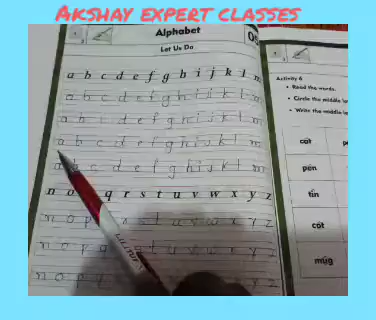 AKSHAY EXPERT CLASSES
Alphabet
Let Us Do
a b c d e f g h i j k l m
a b c d e f g h i j k l m
a b c d e f g h i j k l m
a b c d e f g h i j k l m
a b c d e f g h i j k l m
n o q r s t u v w x y z
n o p q r s t u v w x y z
n o p q t u v w x y z
n o p y z
Activity 6
Read the words.
Circle the middle
Write the middle
cat
pen
tin
cot
mug